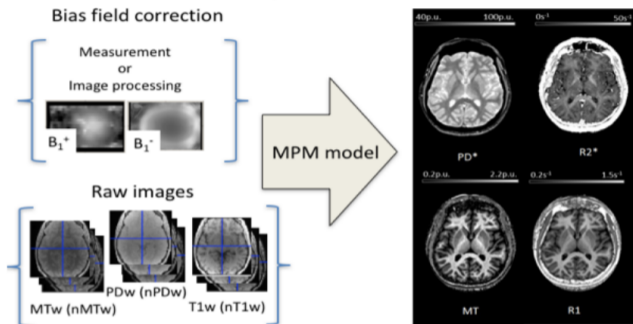 Bias field correction
Measurement
or
Image processing
B₁⁺
B₁⁻
MPM model
Raw images
MTw (nMTw)
PDw (nPDw)
T1w (nT1w)
40p.u. 100p.u.
0s⁻¹ 50s⁻¹
PD*
R2*
0.2p.u. 2.2p.u.
0.2s⁻¹ 1.5s⁻¹
MT
R1